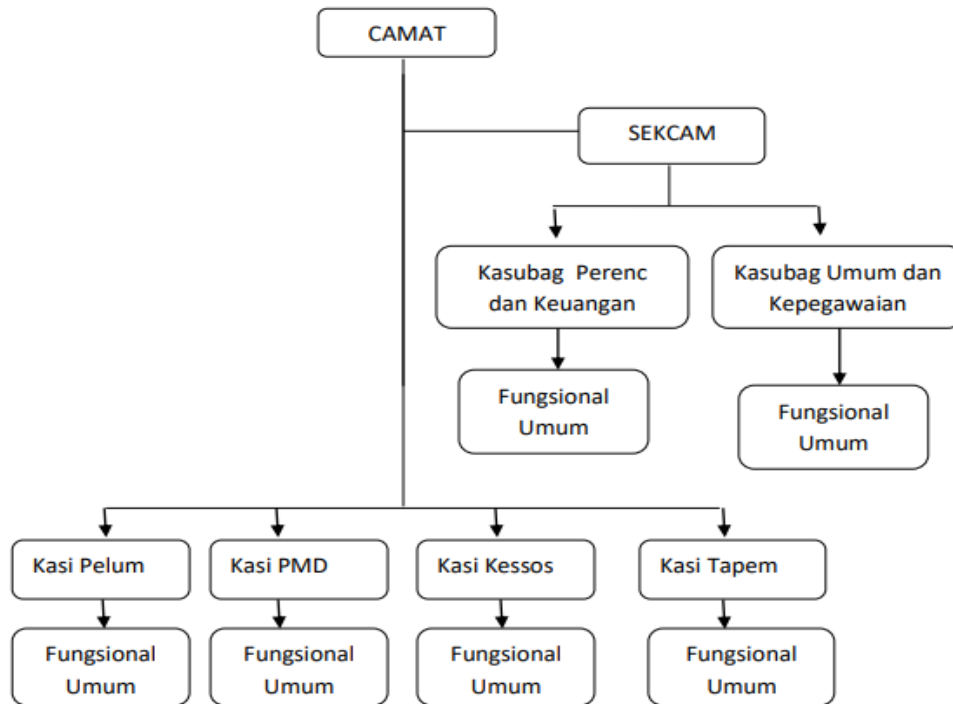 CAMAT
SEKCAM
Kasubag Perenc
dan Keuangan
Kasubag Umum dan
Kepegawaian
Fungsional
Umum
Fungsional
Umum
Kasi Pelum
Kasi PMD
Kasi Kessos
Kasi Tapem
Fungsional
Umum
Fungsional
Umum
Fungsional
Umum
Fungsional
Umum